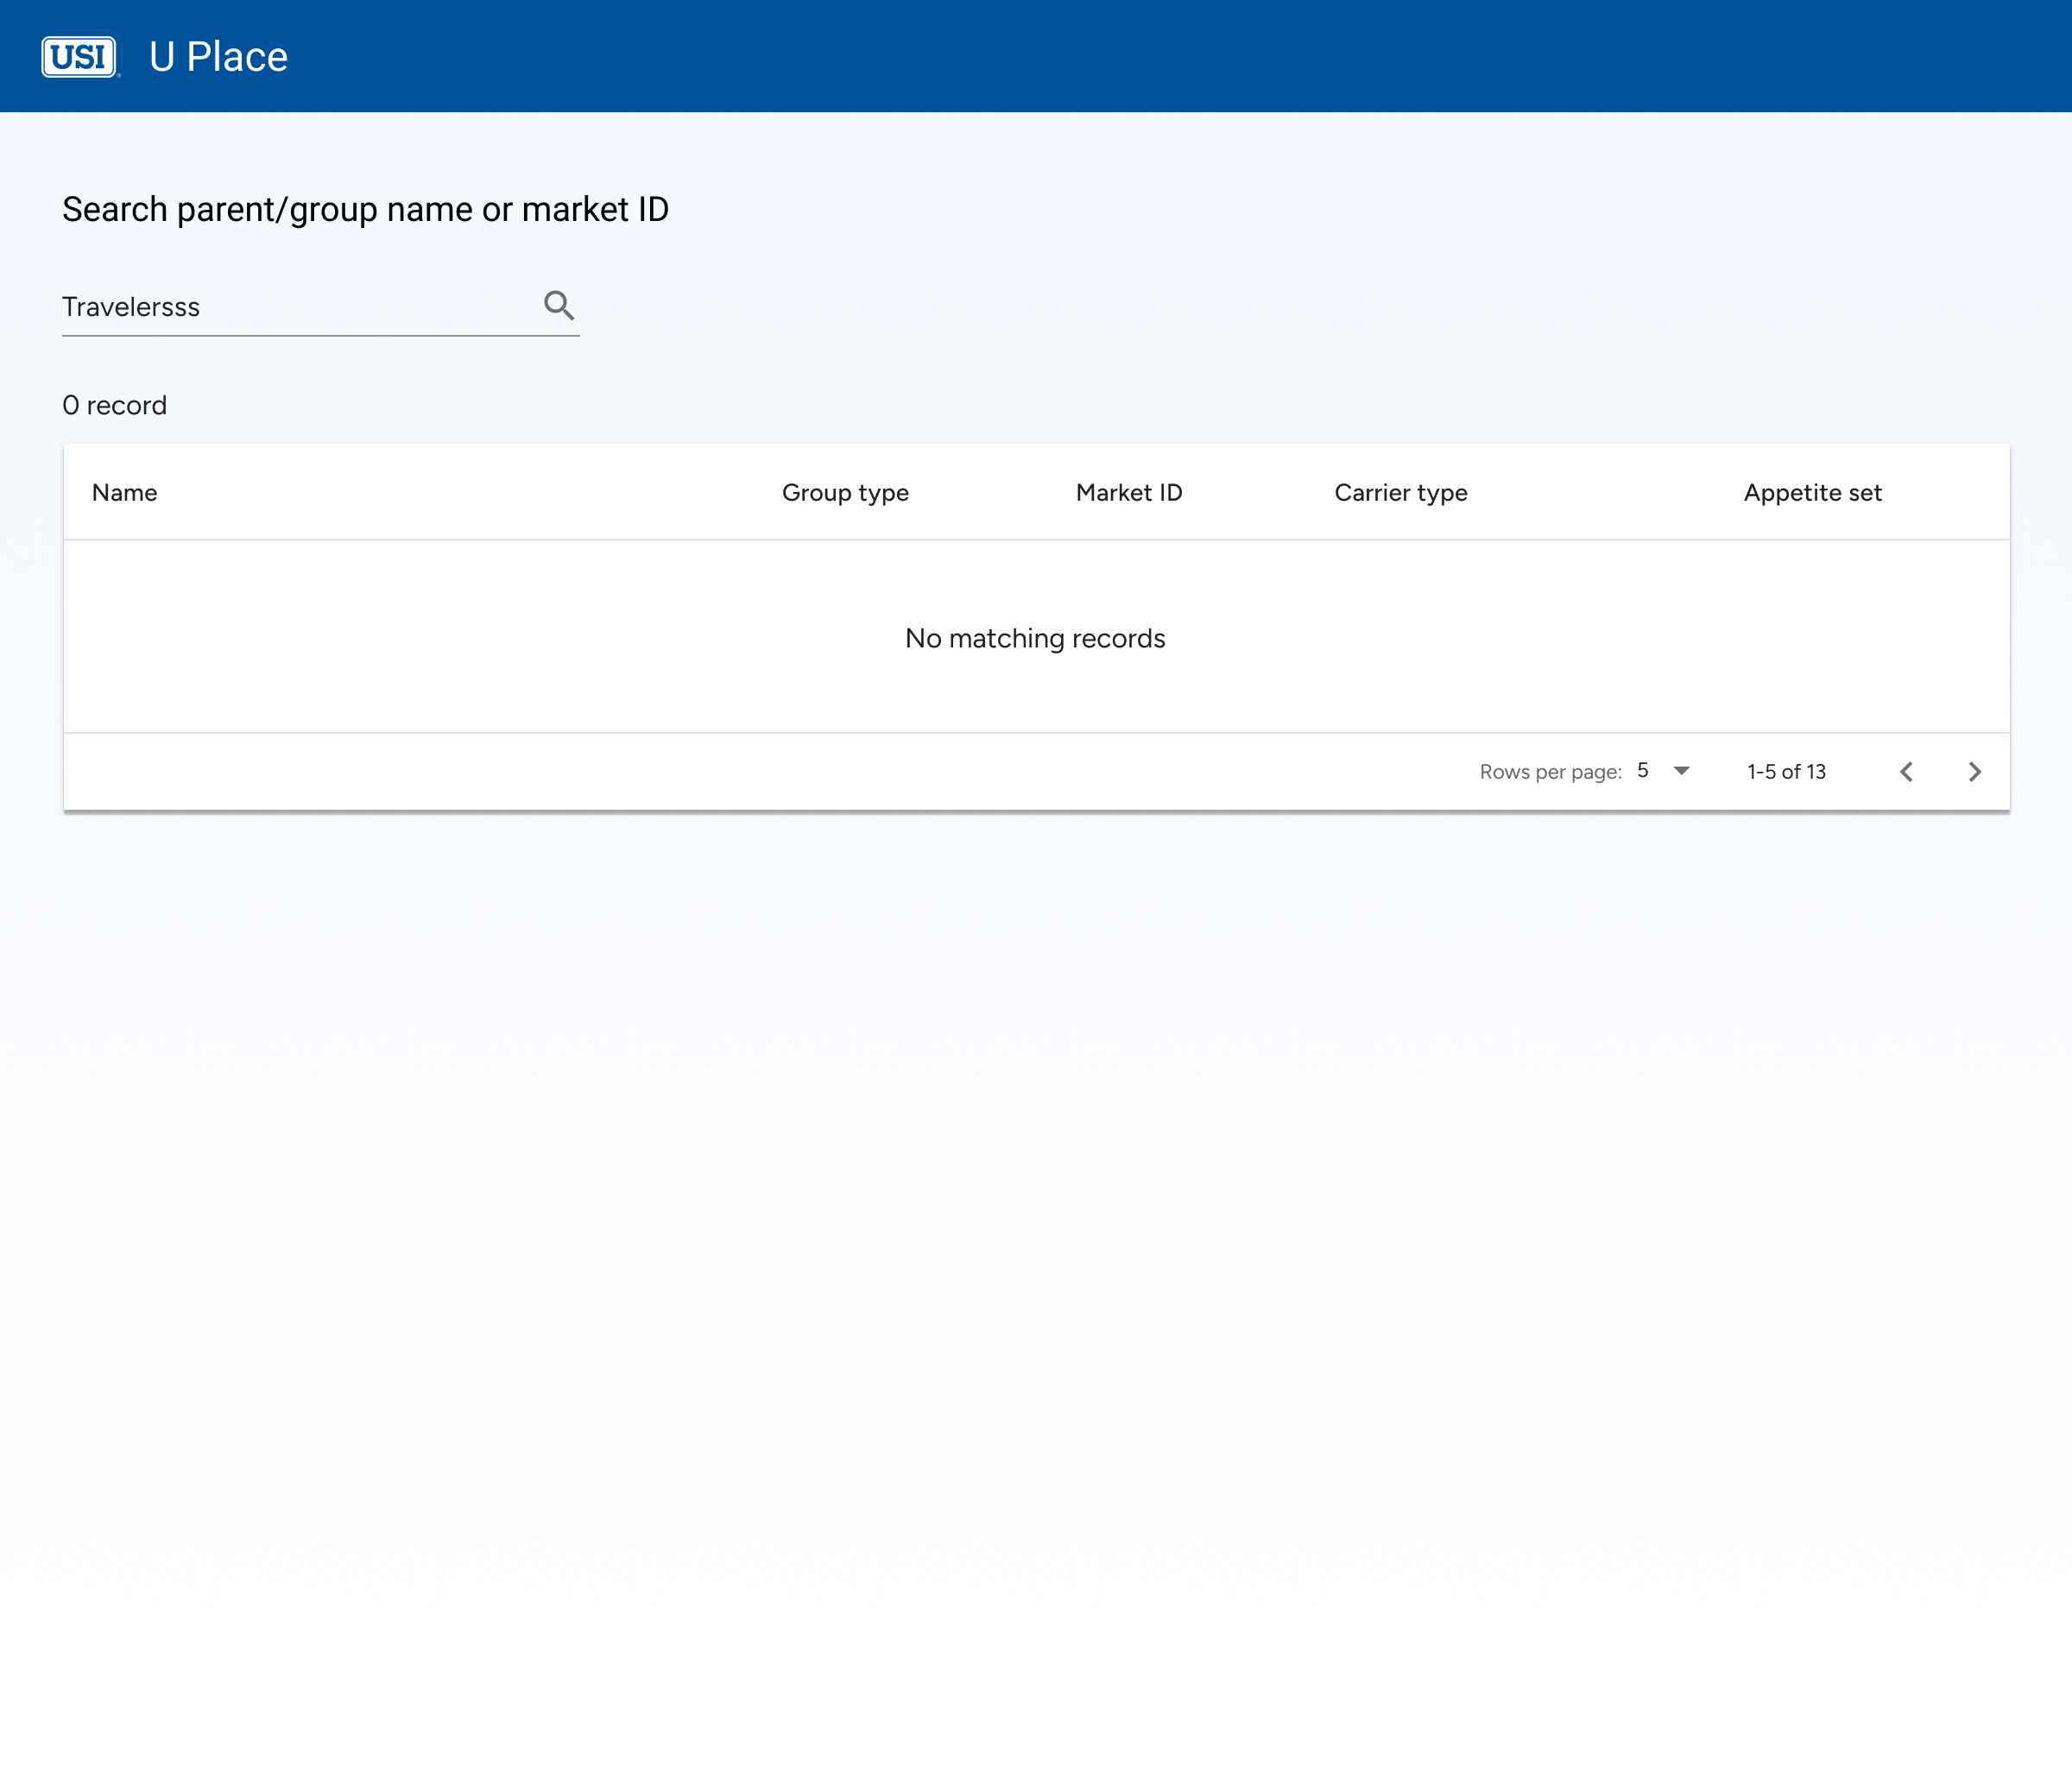 USI U Place
Search parent/group name or market ID
Travelersss
0 record
Name Group type Market ID Carrier type Appetite set
No matching records
Rows per page: 5 1-5 of 13